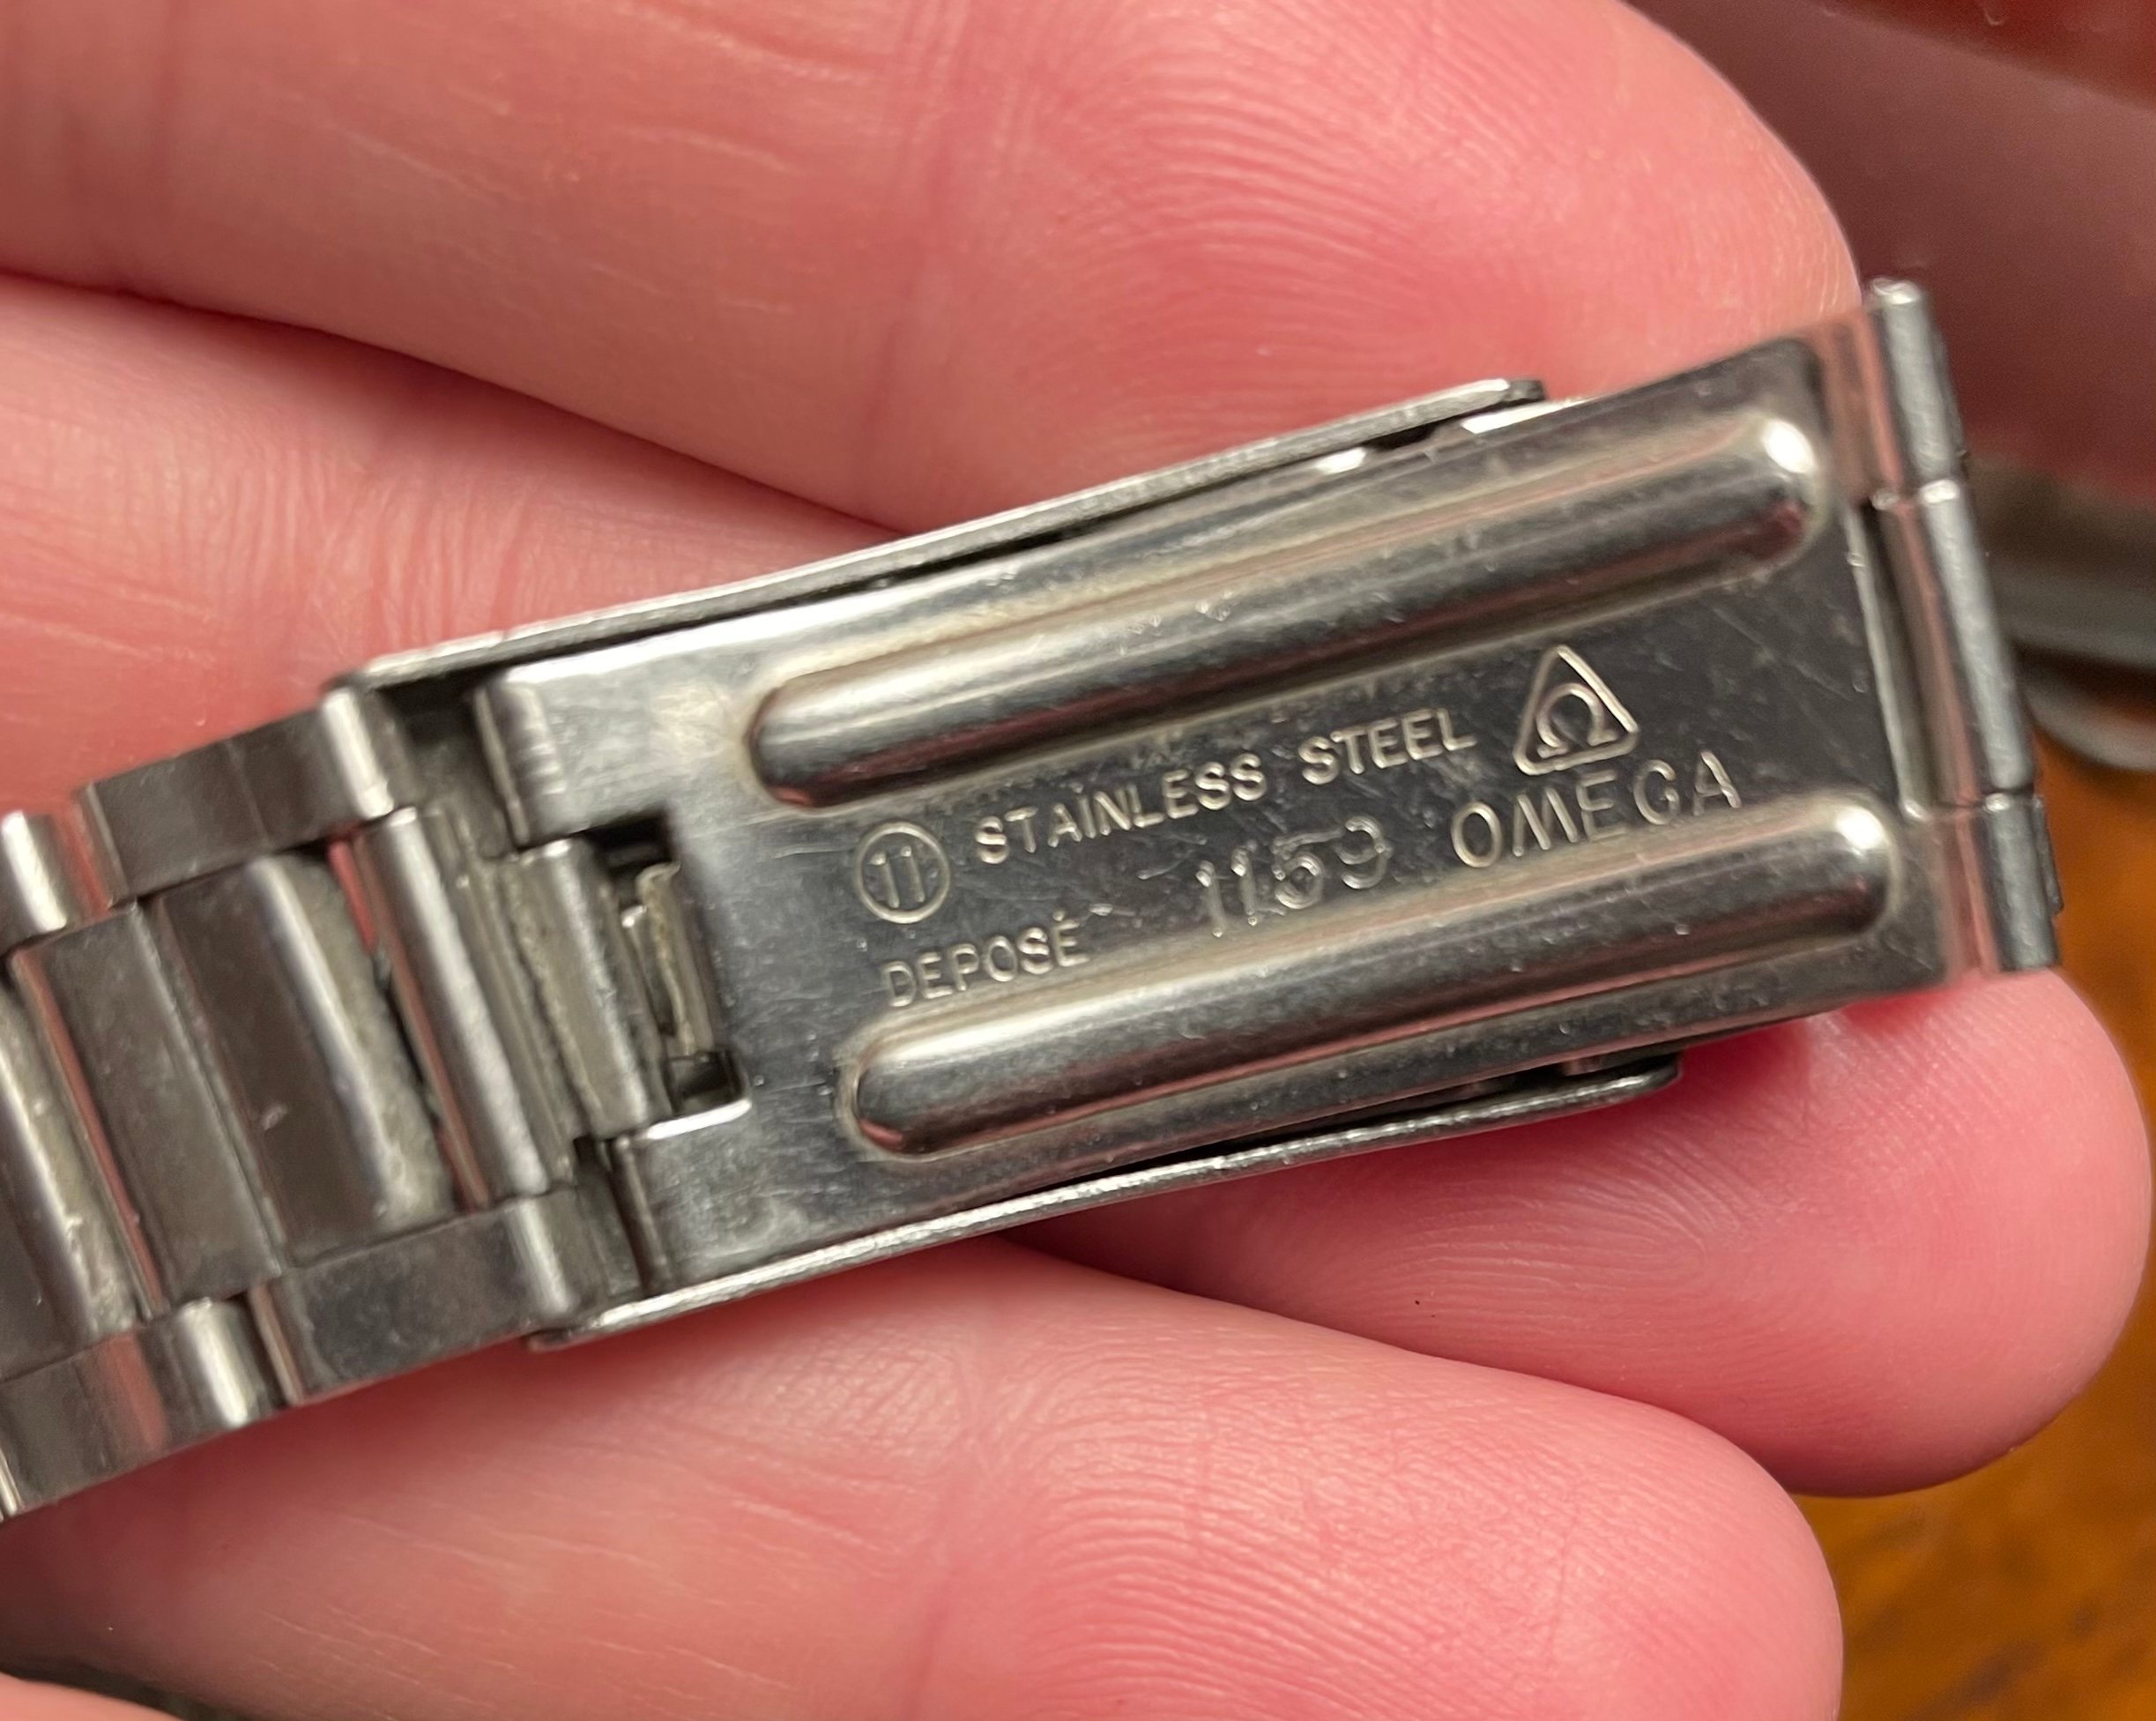 ⑪ STAINLESS STEEL Ω
DEPOSÉ 1159 OMEGA